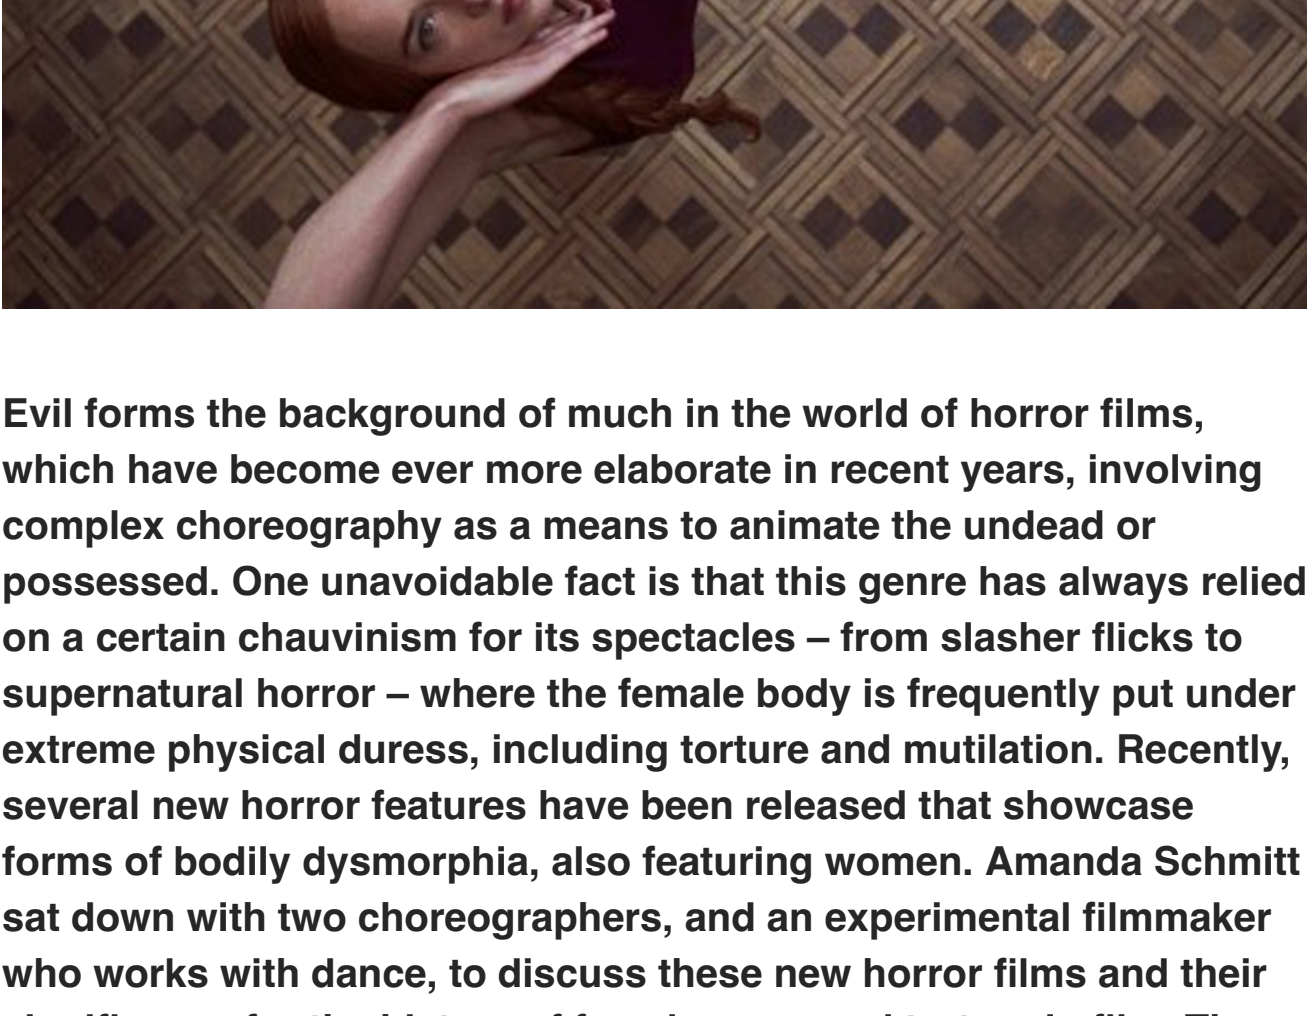 Evil forms the background of much in the world of horror films,
which have become ever more elaborate in recent years, involving
complex choreography as a means to animate the undead or
possessed. One unavoidable fact is that this genre has always relied
on a certain chauvinism for its spectacles – from slasher flicks to
supernatural horror – where the female body is frequently put under
extreme physical duress, including torture and mutilation. Recently,
several new horror features have been released that showcase
forms of bodily dysmorphia, also featuring women. Amanda Schmitt
sat down with two choreographers, and an experimental filmmaker
who works with dance, to discuss these new horror films and their